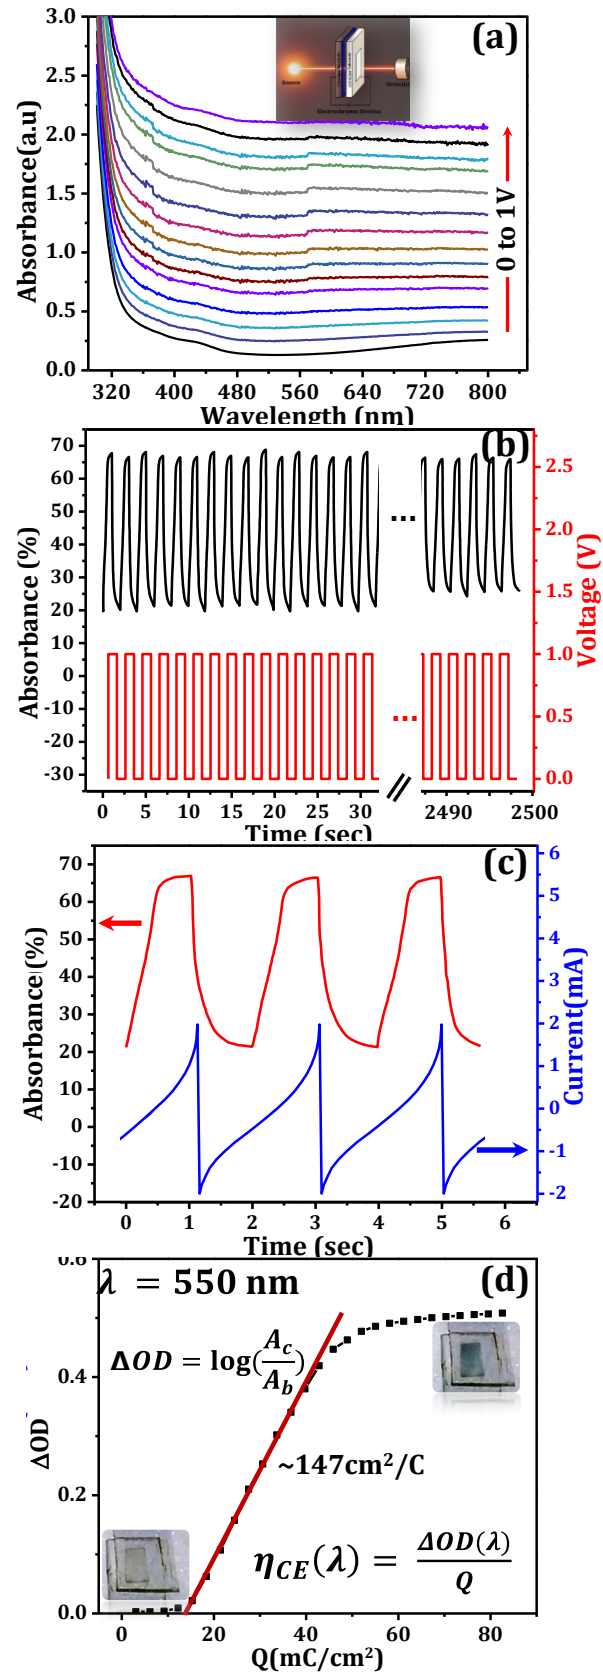 (a)
3.0
2.5
2.0
1.5
1.0
0.5
0.0
Absorbance(a.u)
Source
Detector
Electrochromic Devices
0 to 1V
320 400 480 560 640 720 800
Wavelength (nm)
(b)
70
60
50
40
30
20
10
0
-10
-20
-30
Absorbance (%)
2.5
2.0
1.5
1.0
0.5
0.0
Voltage (V)
...
...
0 5 10 15 20 25 30 2490 2500
Time (sec)
(c)
70
60
50
40
30
20
10
0
-10
-20
Absorbance (%)
6
5
4
3
2
1
0
-1
-2
Current(mA)
0 1 2 3 4 5 6
Time (sec)
(d)
λ = 550 nm
0.6
0.4
0.2
0.0
ΔOD
ΔOD = log(A_c/A_b)
~147cm²/C
η_CE(λ) = ΔOD(λ)/Q
0 20 40 60 80
Q(mC/cm²)